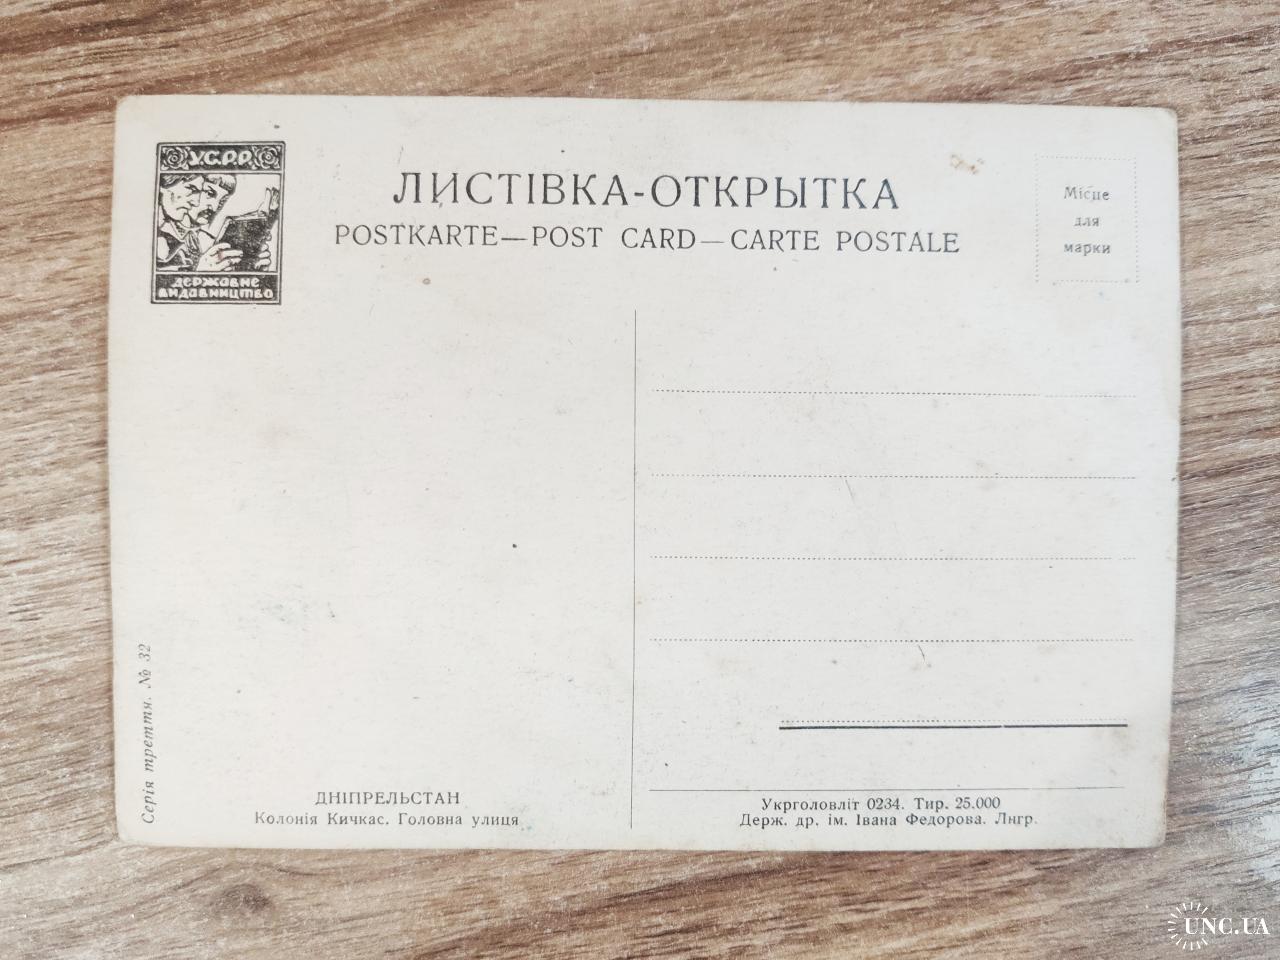 У.С.Р.Р.
державне
видавництво
ЛИСТІВКА-ОТКРЫТКА
POSTKARTE—POST CARD—CARTE POSTALE
Місце
для
марки
Серія третття. № 32
ДНІПРЕЛЬСТАН
Колонія Кичкас. Головна улиця
Укрголовліт 0234. Тир. 25.000
Держ. др. ім. Івана Федорова. Лнгр.
UNC.UA